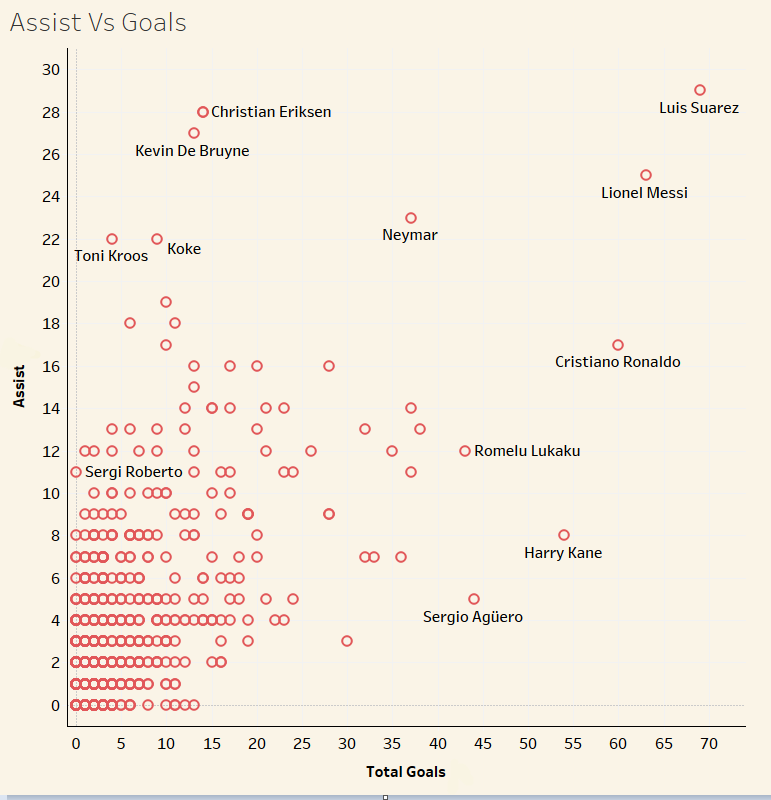 Assist Vs Goals
30
28
26
24
22
20
18
16
14
12
10
8
6
4
2
0
Assist
Luis Suarez
Christian Eriksen
Kevin De Bruyne
Lionel Messi
Neymar
Koke
Toni Kroos
Cristiano Ronaldo
Romelu Lukaku
Sergi Roberto
Harry Kane
Sergio Agüero
0 5 10 15 20 25 30 35 40 45 50 55 60 65 70
Total Goals